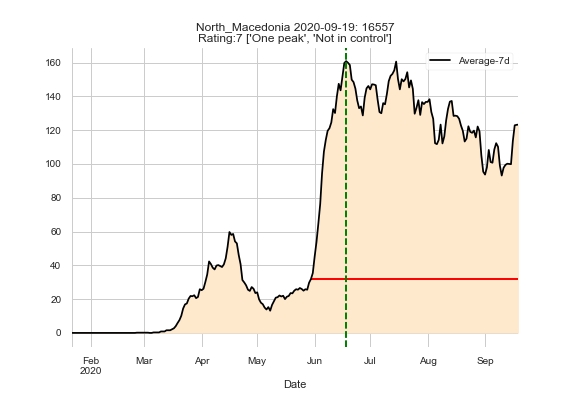 North_Macedonia 2020-09-19: 16557
Rating:7 ['One peak', 'Not in control']
Average-7d
160
140
120
100
80
60
40
20
0
Feb Mar Apr May Jun Jul Aug Sep
2020
Date